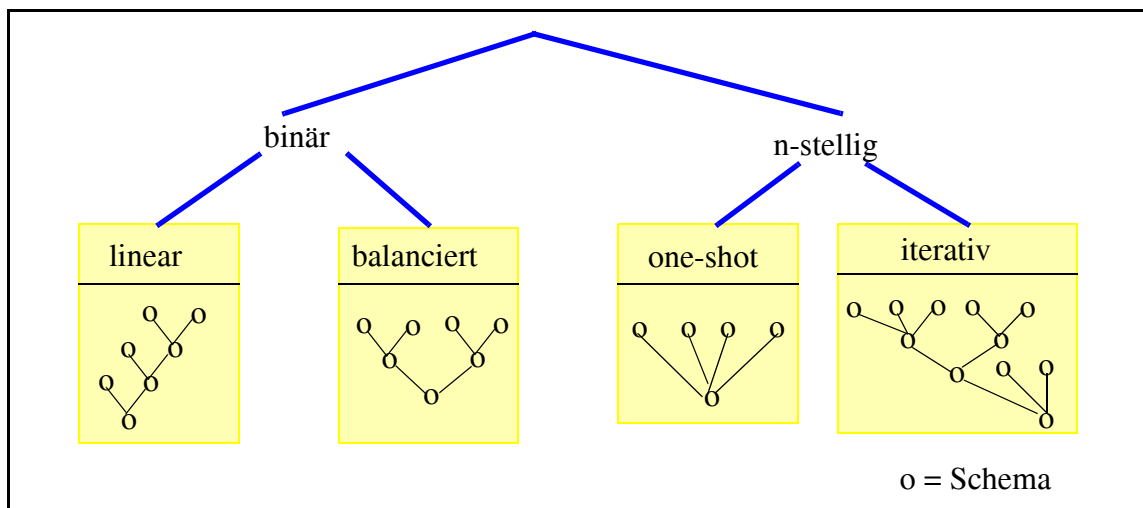 binär
n-stellig
linear
balanciert
one-shot
iterativ
o o
o o
o o
o
o o o o
o o
o
o o o o
o
o o o o o
o o
o o o
o
o = Schema